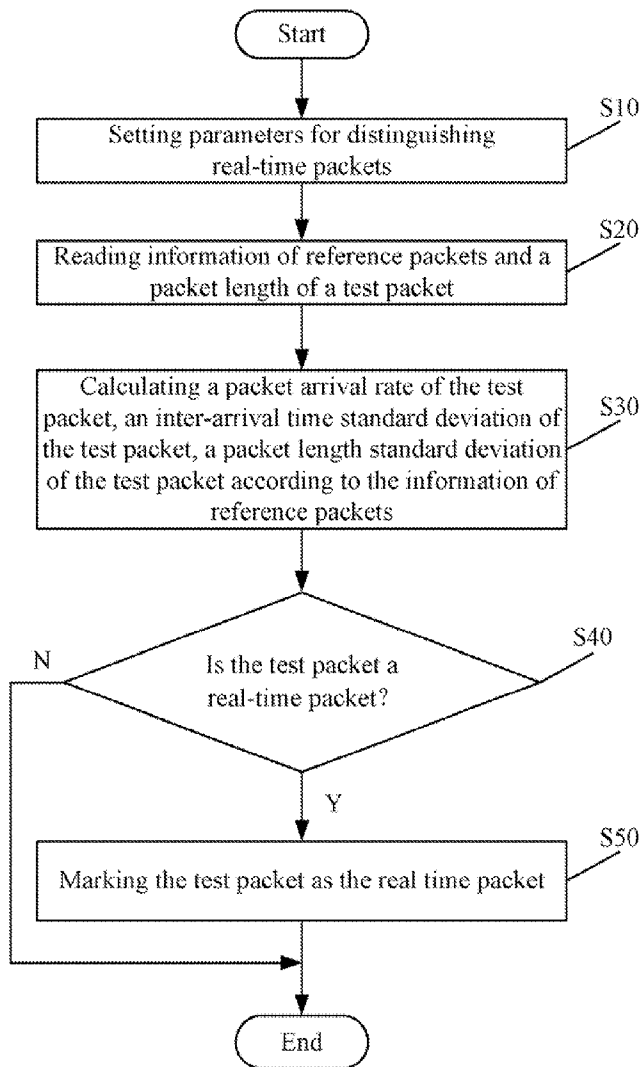 Start
S10
Setting parameters for distinguishing
real-time packets
S20
Reading information of reference packets and a
packet length of a test packet
S30
Calculating a packet arrival rate of the test
packet, an inter-arrival time standard deviation of
the test packet, a packet length standard deviation
of the test packet according to the information of
reference packets
S40
N
Is the test packet a
real-time packet?
Y
S50
Marking the test packet as the real time packet
End